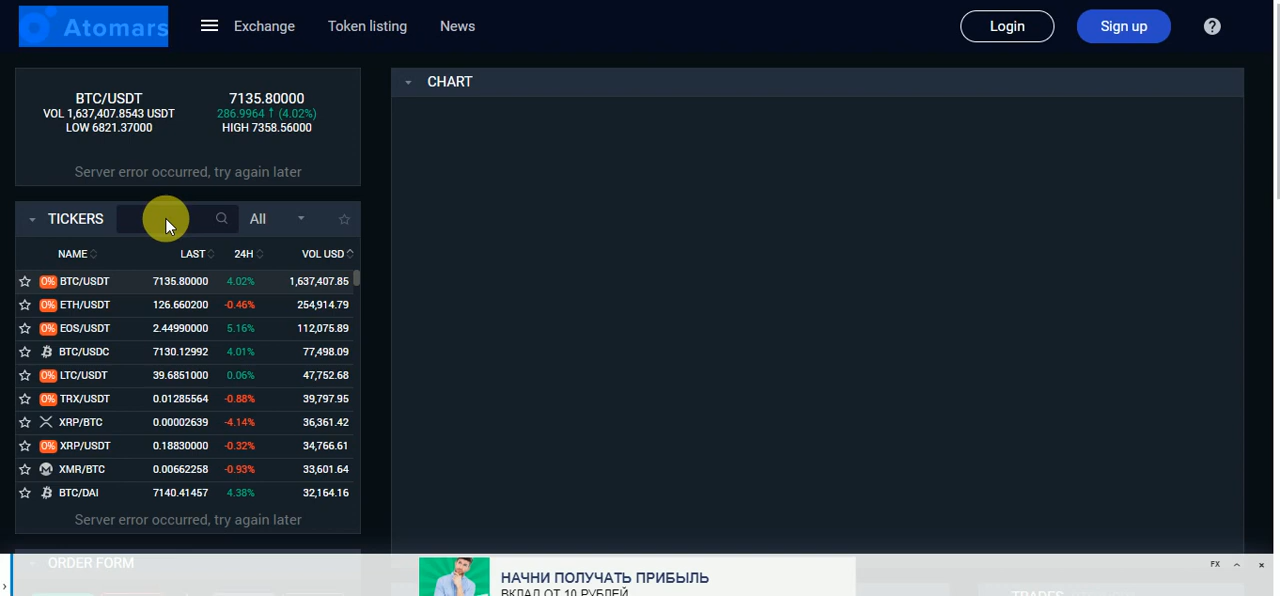 Atomars
Exchange
Token listing
News
Login
Sign up
?
BTC/USDT
VOL 1,637,407.8543 USDT
LOW 6821.37000
7135.80000
286.9964 ↑ (4.02%)
HIGH 7358.56000
Server error occurred, try again later
CHART
TICKERS
All
NAME LAST 24H VOL USD
0% BTC/USDT 7135.80000 4.02% 1,637,407.85
0% ETH/USDT 126.660200 -0.46% 254,914.79
0% EOS/USDT 2.44990000 5.16% 112,075.89
BTC/USDC 7130.12992 4.01% 77,498.09
0% LTC/USDT 39.6851000 0.06% 47,752.68
0% TRX/USDT 0.01285564 -0.88% 39,797.95
XRP/BTC 0.00002639 -4.14% 36,361.42
0% XRP/USDT 0.18830000 -0.32% 34,766.61
XMR/BTC 0.00662258 -0.93% 33,601.64
BTC/DAI 7140.41457 4.38% 32,164.16
Server error occurred, try again later
ORDER FORM
FX
НАЧНИ ПОЛУЧАТЬ ПРИБЫЛЬ
ВКЛАД ОТ 10 РУБЛЕЙ
TRADES